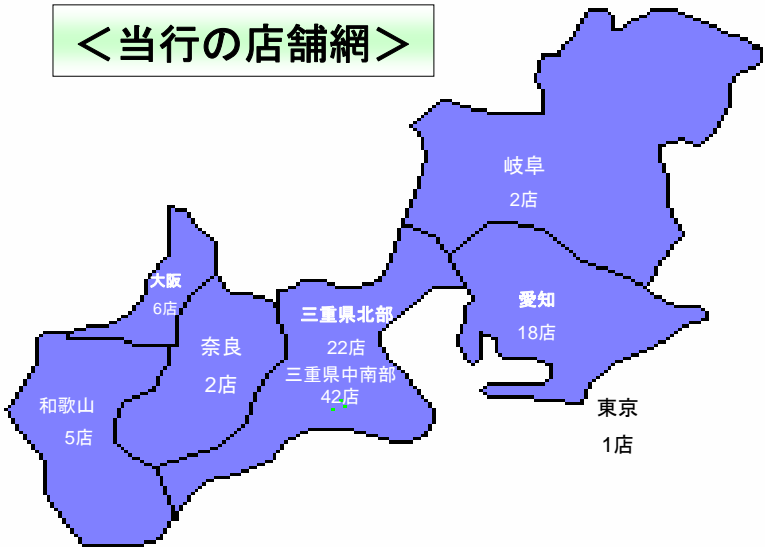 ＜当行の店舗網＞
岐阜
2店
大阪
6店
三重県北部
22店
愛知
18店
奈良
2店
三重県中南部
42店
和歌山
5店
東京
1店